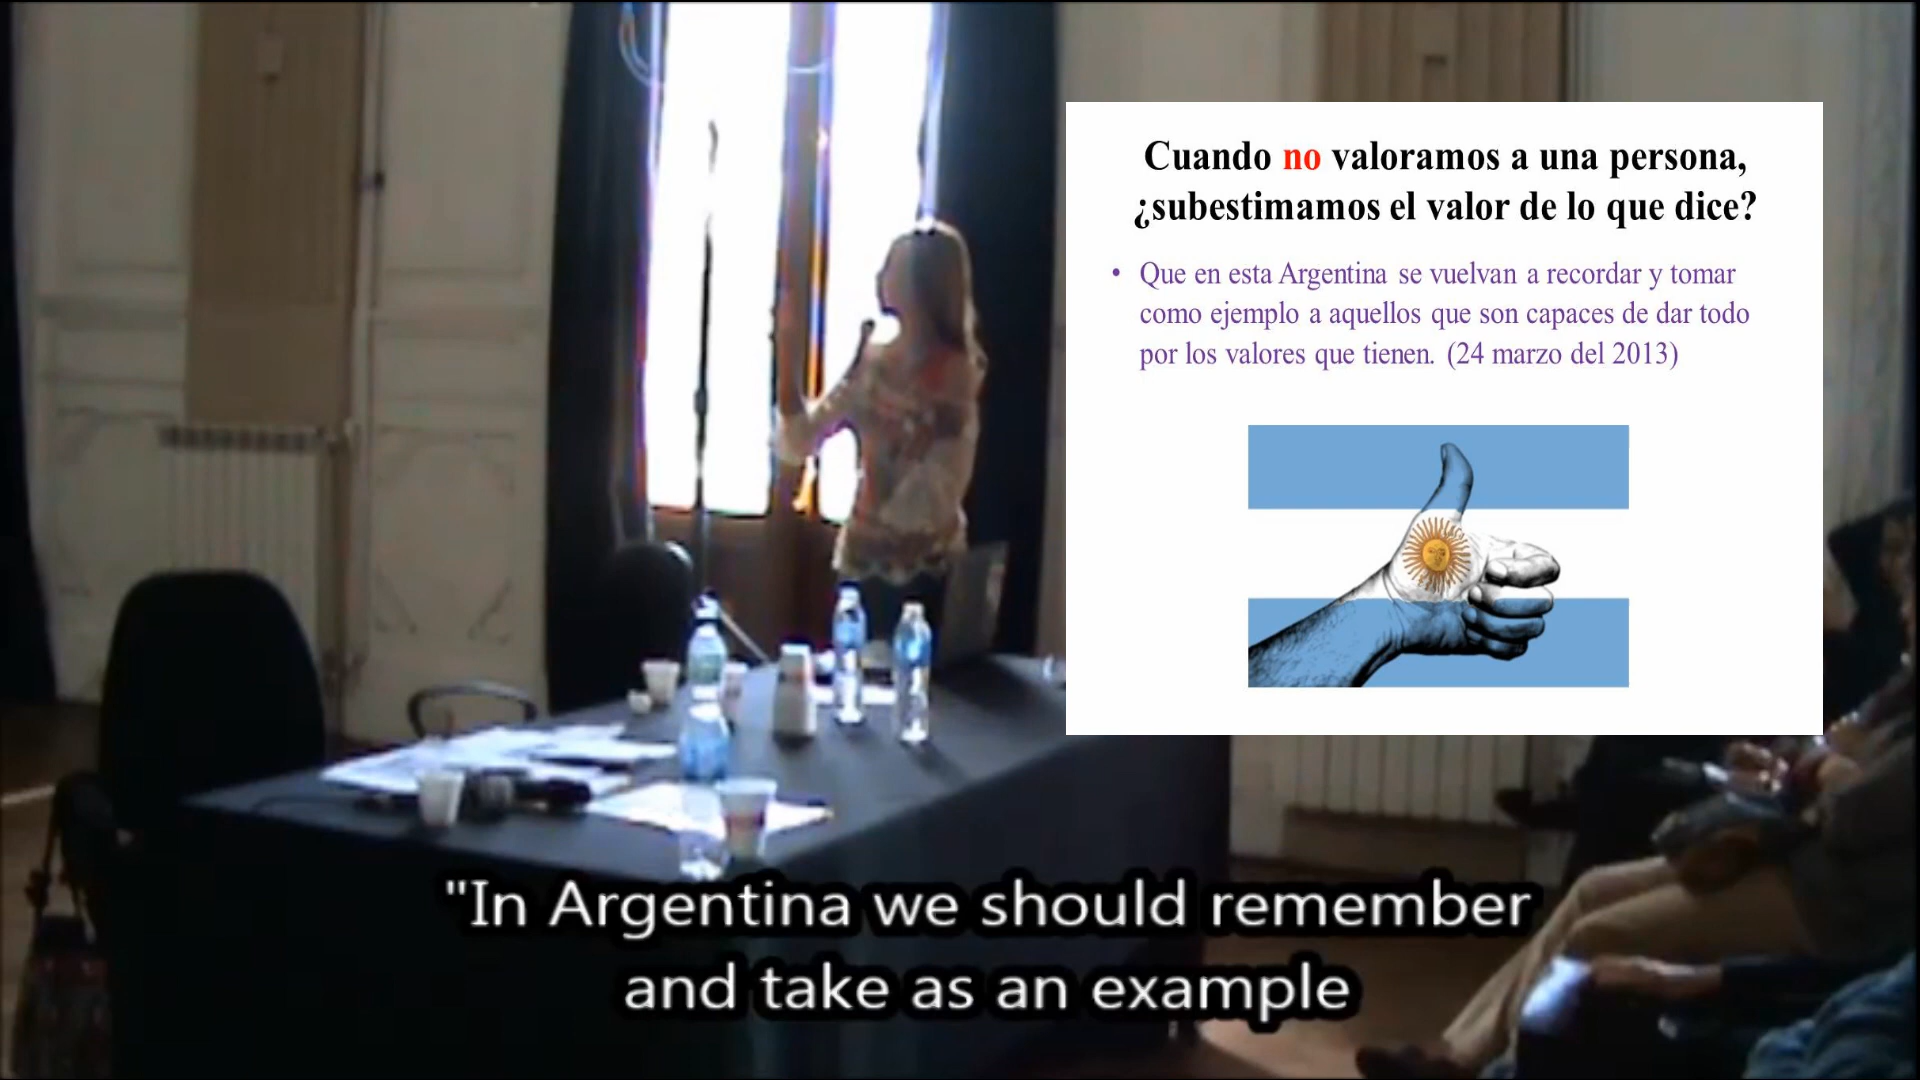 Cuando no valoramos a una persona,
¿subestimamos el valor de lo que dice?
• Que en esta Argentina se vuelvan a recordar y tomar
como ejemplo a aquellos que son capaces de dar todo
por los valores que tienen. (24 marzo del 2013)
"In Argentina we should remember
and take as an example